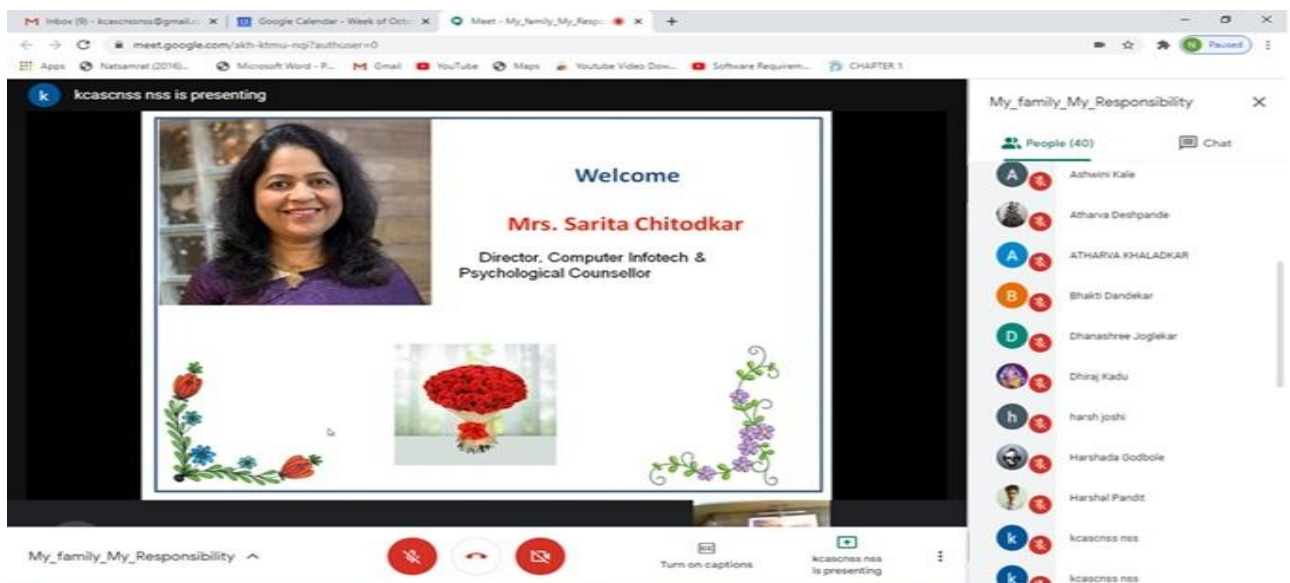 Inbox (9) - kcascnssnss@gmail.c
Google Calendar - Week of Octo
Meet - My_family_My_Respo
meet.google.com/akh-ktmu-nqi?authuser=0
Paused
Apps
Natsamrat (2016)...
Microsoft Word - P...
Gmail
YouTube
Maps
Youtube Video Dow...
Software Requirem...
CHAPTER 1
k
kcascnss nss is presenting
Welcome
Mrs. Sarita Chitodkar
Director, Computer Infotech &
Psychological Counsellor
My_family_My_Responsibility
People (40)
Chat
A
Ashwini Kale
Atharva Deshpande
A
ATHARVA KHALADKAR
B
Bhakti Dandekar
D
Dhanashree Joglekar
Dhiraj Kadu
h
harsh joshi
Harshada Godbole
Harshal Pandit
k
kcascnss nss
k
kcascnss nss
My_family_My_Responsibility
Turn on captions
kcascnss nss
is presenting